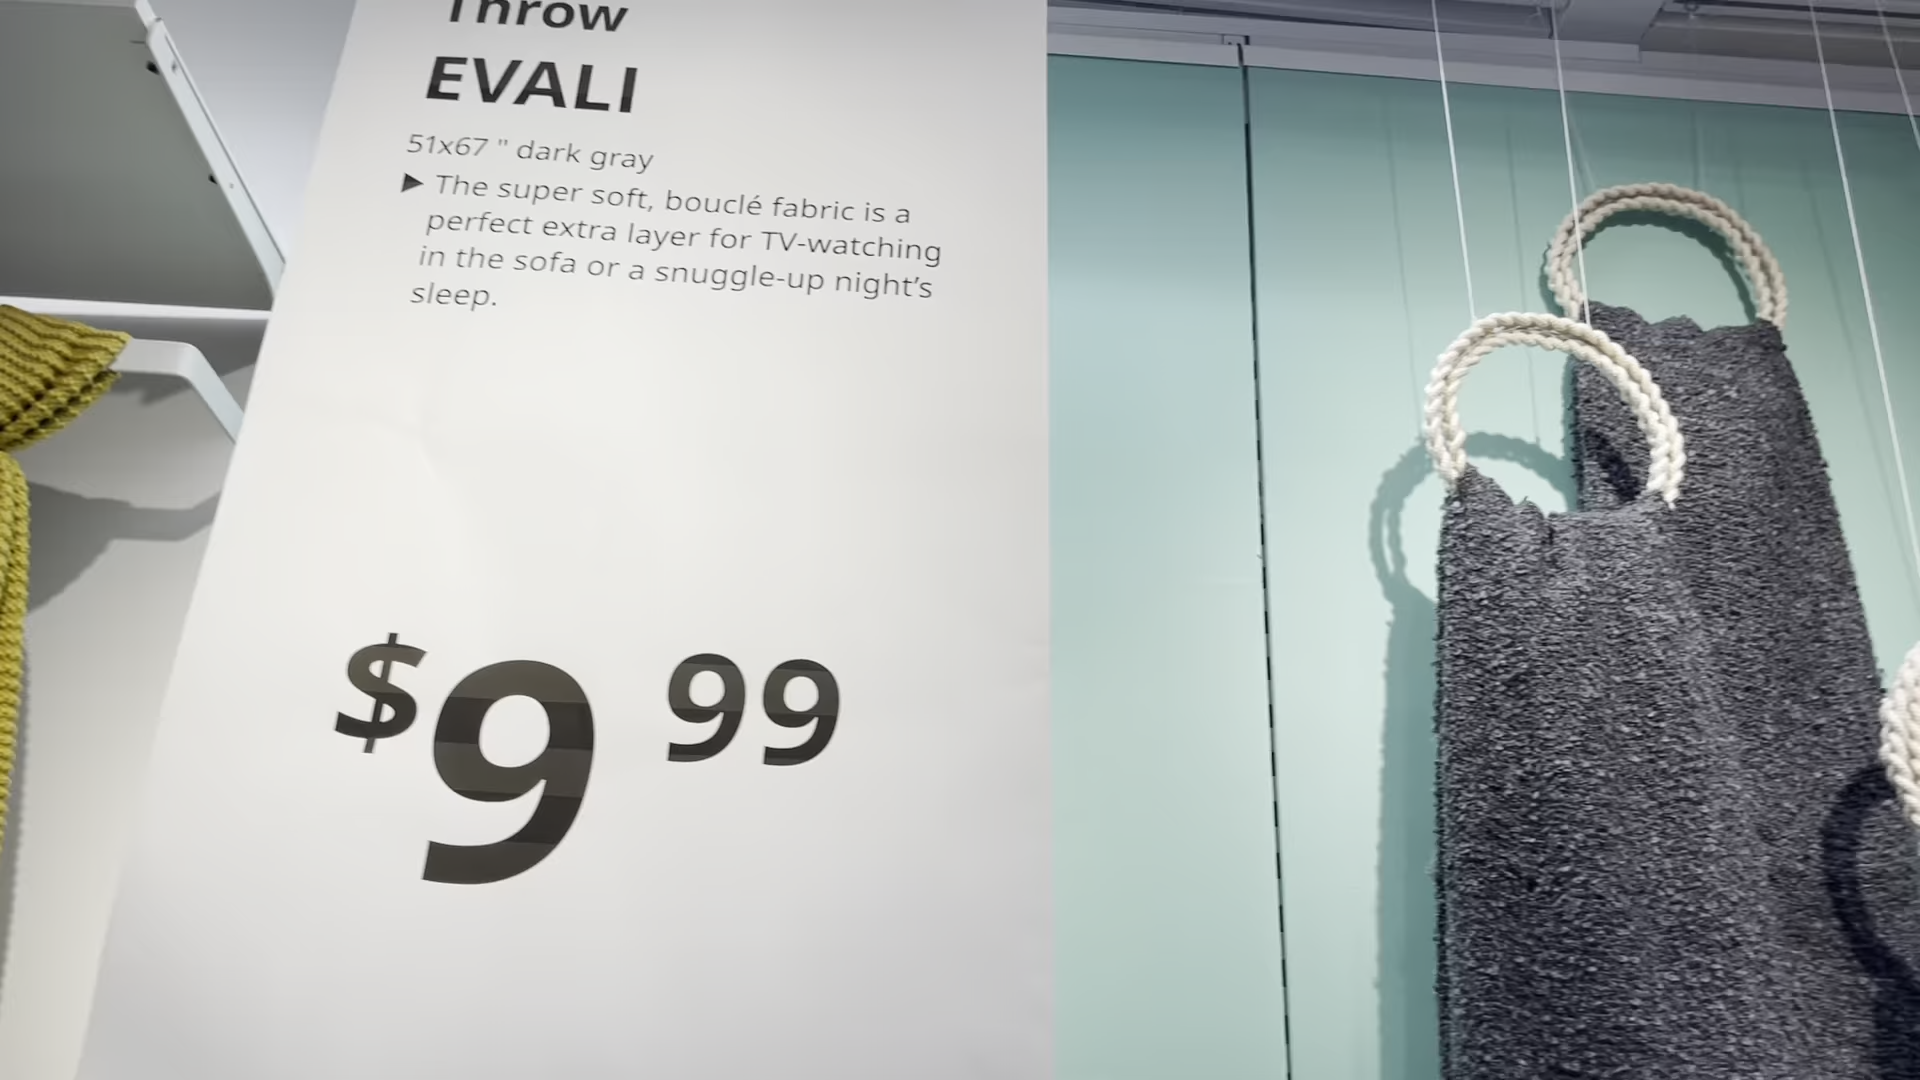 Throw
EVALI
51x67 " dark gray
▶ The super soft, bouclé fabric is a
perfect extra layer for TV-watching
in the sofa or a snuggle-up night’s
sleep.
$9 99